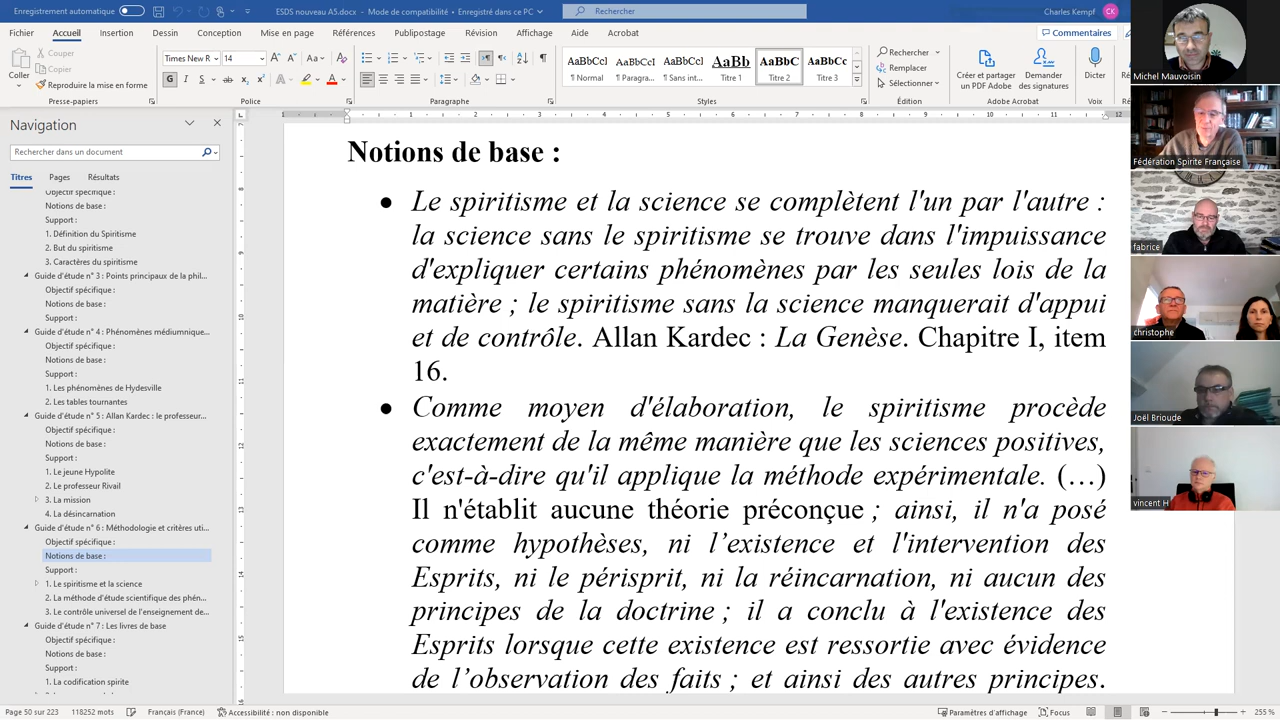 Enregistrement automatique
ESDS nouveau A5.docx - Mode de compatibilité • Enregistré dans ce PC
Rechercher
Charles Kempf
CK
Fichier Accueil Insertion Dessin Conception Mise en page Références Publipostage Révision Affichage Aide Acrobat
Commentaires
Coller
Couper
Copier
Reproduire la mise en forme
Presse-papiers
Times New R
14
Police
Paragraphe
AaBbCcI AaBbCcI AaBbCcI AaBb AaBbC AaBbCc
¶ Normal ¶ Paragra... ¶ Sans int... Titre 1 Titre 2 Titre 3
Styles
Rechercher
Remplacer
Sélectionner
Édition
Créer et partager
un PDF Adobe
Demander
des signatures
Adobe Acrobat
Dicter
Voix
Navigation
Rechercher dans un document
Titres Pages Résultats
Objectif spécifique :
Notions de base :
Support :
1. Définition du Spiritisme
2. But du spiritisme
3. Caractères du spiritisme
Guide d'étude n° 3 : Points principaux de la phil...
Objectif spécifique :
Notions de base :
Support :
Guide d'étude n° 4 : Phénomènes médiumnique...
Objectif spécifique :
Notions de base :
Support :
1. Les phénomènes de Hydesville
2. Les tables tournantes
Guide d'étude n° 5 : Allan Kardec : le professeur...
Objectif spécifique :
Notions de base :
Support :
1. Le jeune Hypolite
2. Le professeur Rivail
3. La mission
4. La désincarnation
Guide d'étude n° 6 : Méthodologie et critères uti...
Objectif spécifique :
Notions de base :
Support :
1. Le spiritisme et la science
2. La méthode d'étude scientifique des phén...
3. Le contrôle universel de l'enseignement de...
Guide d'étude n° 7 : Les livres de base
Objectif spécifique :
Notions de base :
Support :
1. La codification spirite
Notions de base :
● Le spiritisme et la science se complètent l'un par l'autre :
la science sans le spiritisme se trouve dans l'impuissance
d'expliquer certains phénomènes par les seules lois de la
matière ; le spiritisme sans la science manquerait d'appui
et de contrôle. Allan Kardec : La Genèse. Chapitre I, item
16.
● Comme moyen d'élaboration, le spiritisme procède
exactement de la même manière que les sciences positives,
c'est-à-dire qu'il applique la méthode expérimentale. (…)
Il n'établit aucune théorie préconçue ; ainsi, il n'a posé
comme hypothèses, ni l’existence et l'intervention des
Esprits, ni le périsprit, ni la réincarnation, ni aucun des
principes de la doctrine ; il a conclu à l'existence des
Esprits lorsque cette existence est ressortie avec évidence
de l’observation des faits ; et ainsi des autres principes.
Michel Mauvoisin
Fédération Spirite Française
fabrice
christophe
Joël Brioude
vincent H
Page 50 sur 223 118252 mots Français (France) Accessibilité : non disponible
Paramètres d'affichage Focus 255 %